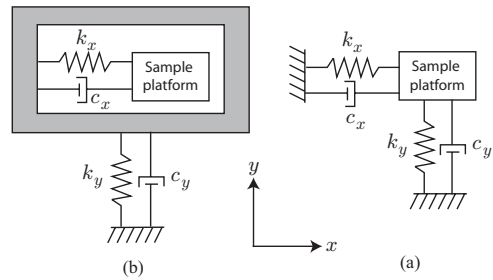 k_x
Sample
platform
c_x
k_y
c_y
(b)
y
x
k_x
Sample
platform
c_x
k_y
c_y
(a)